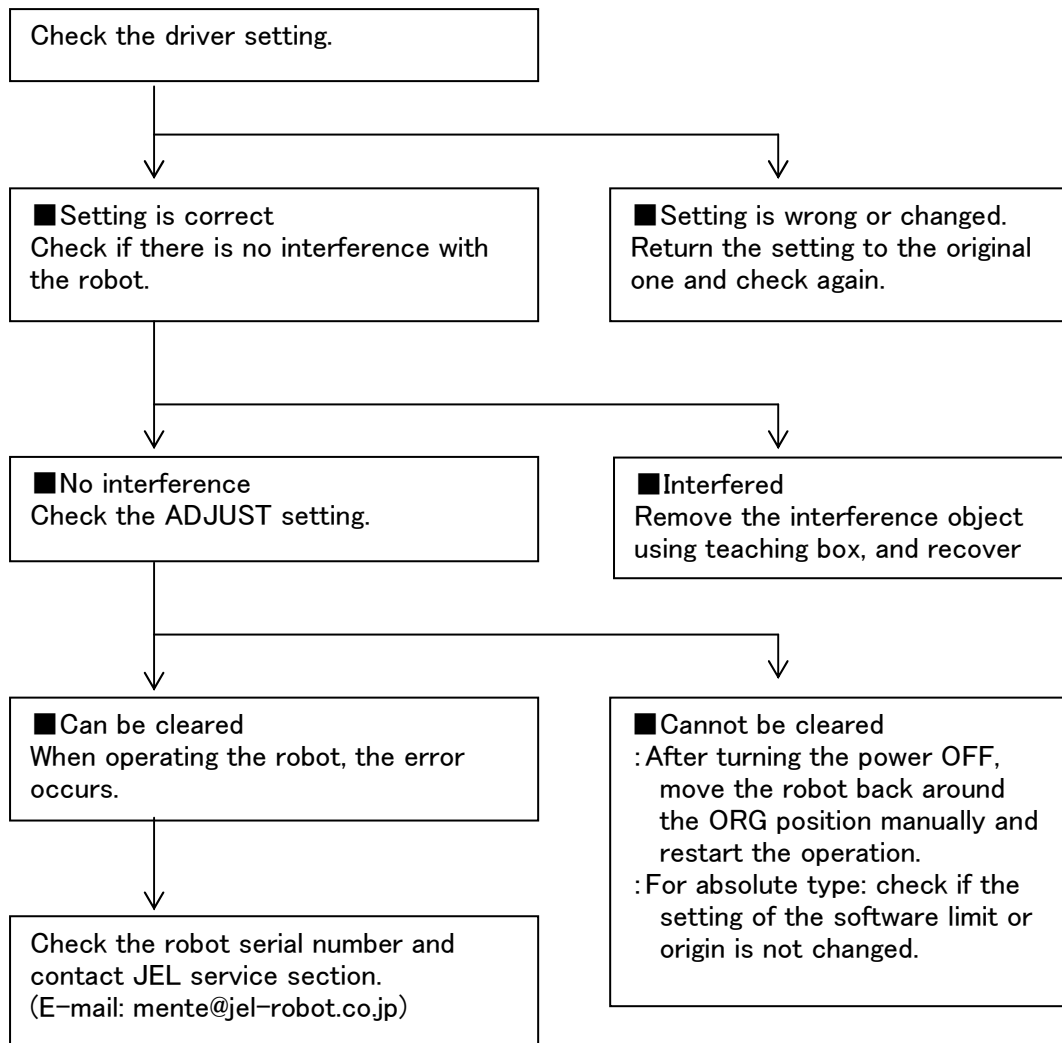 Check the driver setting.
■Setting is correct
Check if there is no interference with
the robot.
■Setting is wrong or changed.
Return the setting to the original
one and check again.
■No interference
Check the ADJUST setting.
■Interfered
Remove the interference object
using teaching box, and recover
■Can be cleared
When operating the robot, the error
occurs.
■Cannot be cleared
:After turning the power OFF,
move the robot back around
the ORG position manually and
restart the operation.
:For absolute type: check if the
setting of the software limit or
origin is not changed.
Check the robot serial number and
contact JEL service section.
(E-mail: mente@jel-robot.co.jp)